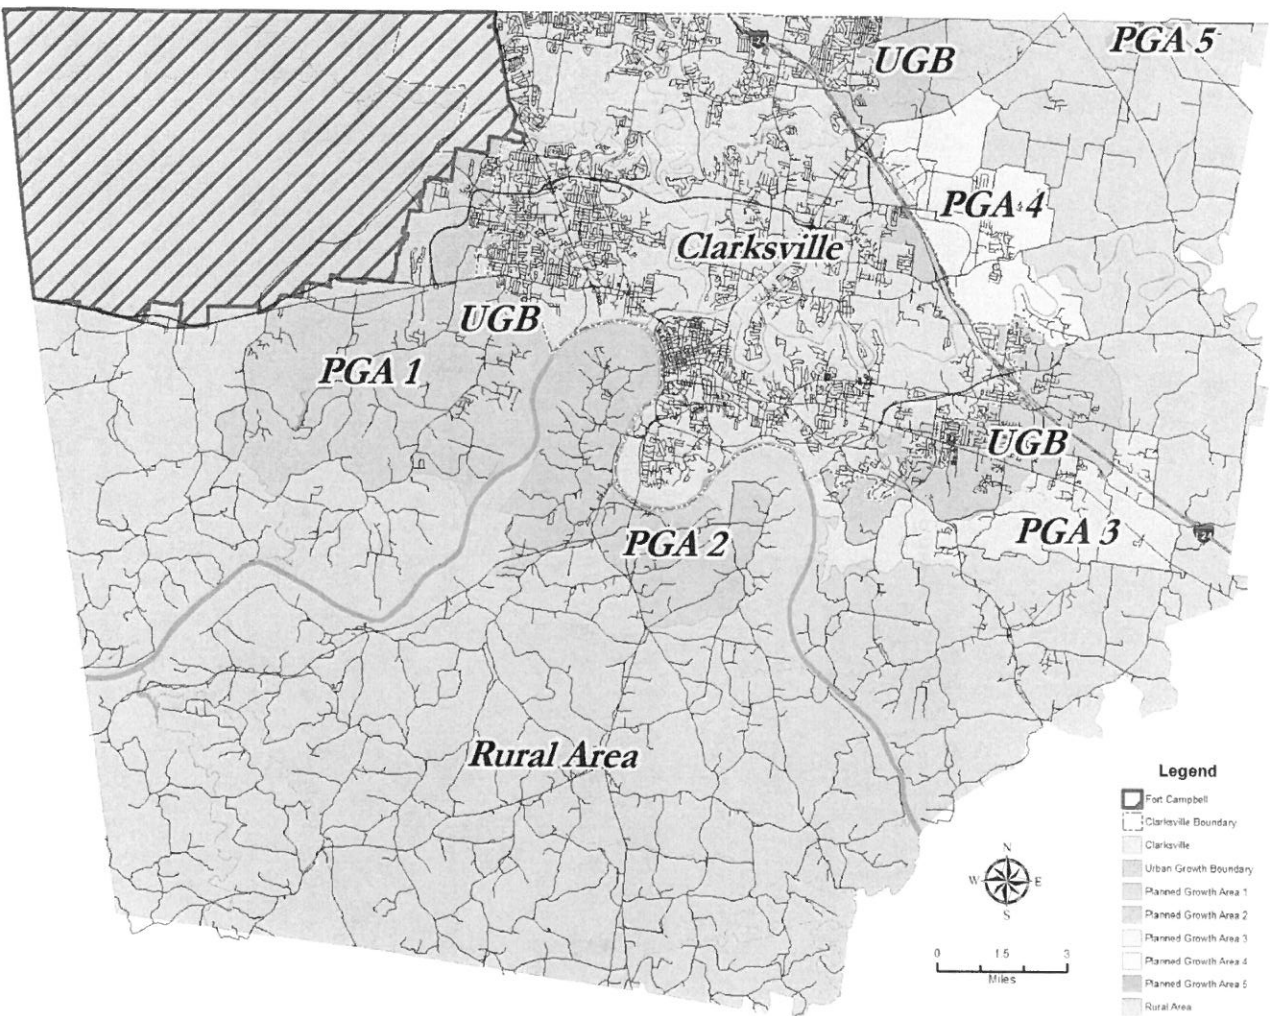 24
UGB
PGA 5
PGA 4
Clarksville
UGB
PGA 1
UGB
PGA 3
24
PGA 2
Rural Area
Legend
Fort Campbell
Clarksville Boundary
Clarksville
Urban Growth Boundary
Planned Growth Area 1
Planned Growth Area 2
Planned Growth Area 3
Planned Growth Area 4
Planned Growth Area 5
Rural Area
N
W E
S
0 1.5 3
Miles